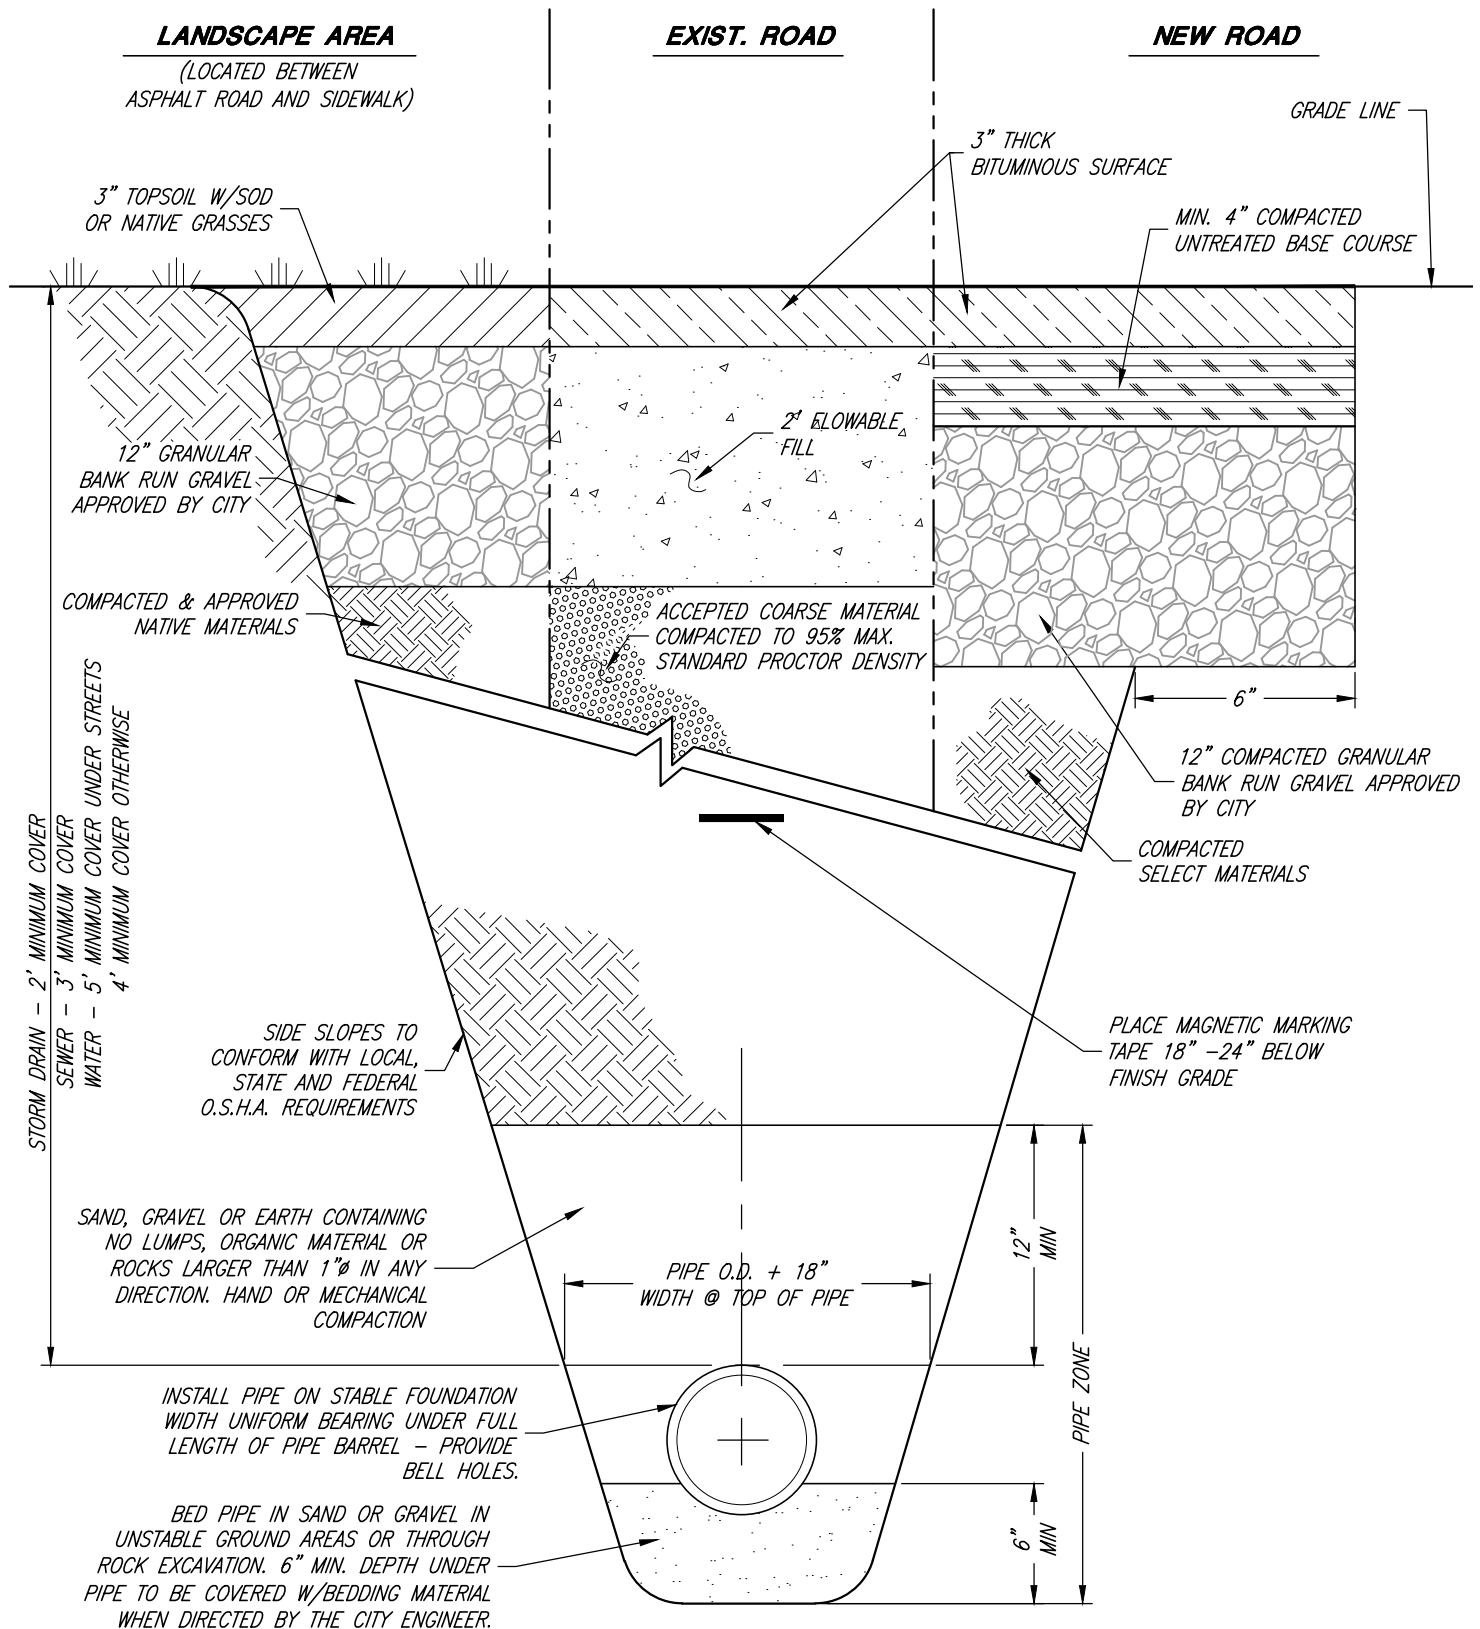 LANDSCAPE AREA
(LOCATED BETWEEN
ASPHALT ROAD AND SIDEWALK)
EXIST. ROAD
NEW ROAD
GRADE LINE
3" THICK
BITUMINOUS SURFACE
3" TOPSOIL W/SOD
OR NATIVE GRASSES
MIN. 4" COMPACTED
UNTREATED BASE COURSE
2' FLOWABLE
FILL
12" GRANULAR
BANK RUN GRAVEL
APPROVED BY CITY
COMPACTED & APPROVED
NATIVE MATERIALS
ACCEPTED COARSE MATERIAL
COMPACTED TO 95% MAX.
STANDARD PROCTOR DENSITY
6"
12" COMPACTED GRANULAR
BANK RUN GRAVEL APPROVED
BY CITY
COMPACTED
SELECT MATERIALS
STORM DRAIN - 2' MINIMUM COVER
SEWER - 3' MINIMUM COVER
WATER - 5' MINIMUM COVER UNDER STREETS
4' MINIMUM COVER OTHERWISE
SIDE SLOPES TO
CONFORM WITH LOCAL,
STATE AND FEDERAL
O.S.H.A. REQUIREMENTS
PLACE MAGNETIC MARKING
TAPE 18" -24" BELOW
FINISH GRADE
SAND, GRAVEL OR EARTH CONTAINING
NO LUMPS, ORGANIC MATERIAL OR
ROCKS LARGER THAN 1"ø IN ANY
DIRECTION. HAND OR MECHANICAL
COMPACTION
PIPE O.D. + 18"
WIDTH @ TOP OF PIPE
12"
MIN
PIPE ZONE
INSTALL PIPE ON STABLE FOUNDATION
WIDTH UNIFORM BEARING UNDER FULL
LENGTH OF PIPE BARREL - PROVIDE
BELL HOLES.
6"
MIN
BED PIPE IN SAND OR GRAVEL IN
UNSTABLE GROUND AREAS OR THROUGH
ROCK EXCAVATION. 6" MIN. DEPTH UNDER
PIPE TO BE COVERED W/BEDDING MATERIAL
WHEN DIRECTED BY THE CITY ENGINEER.